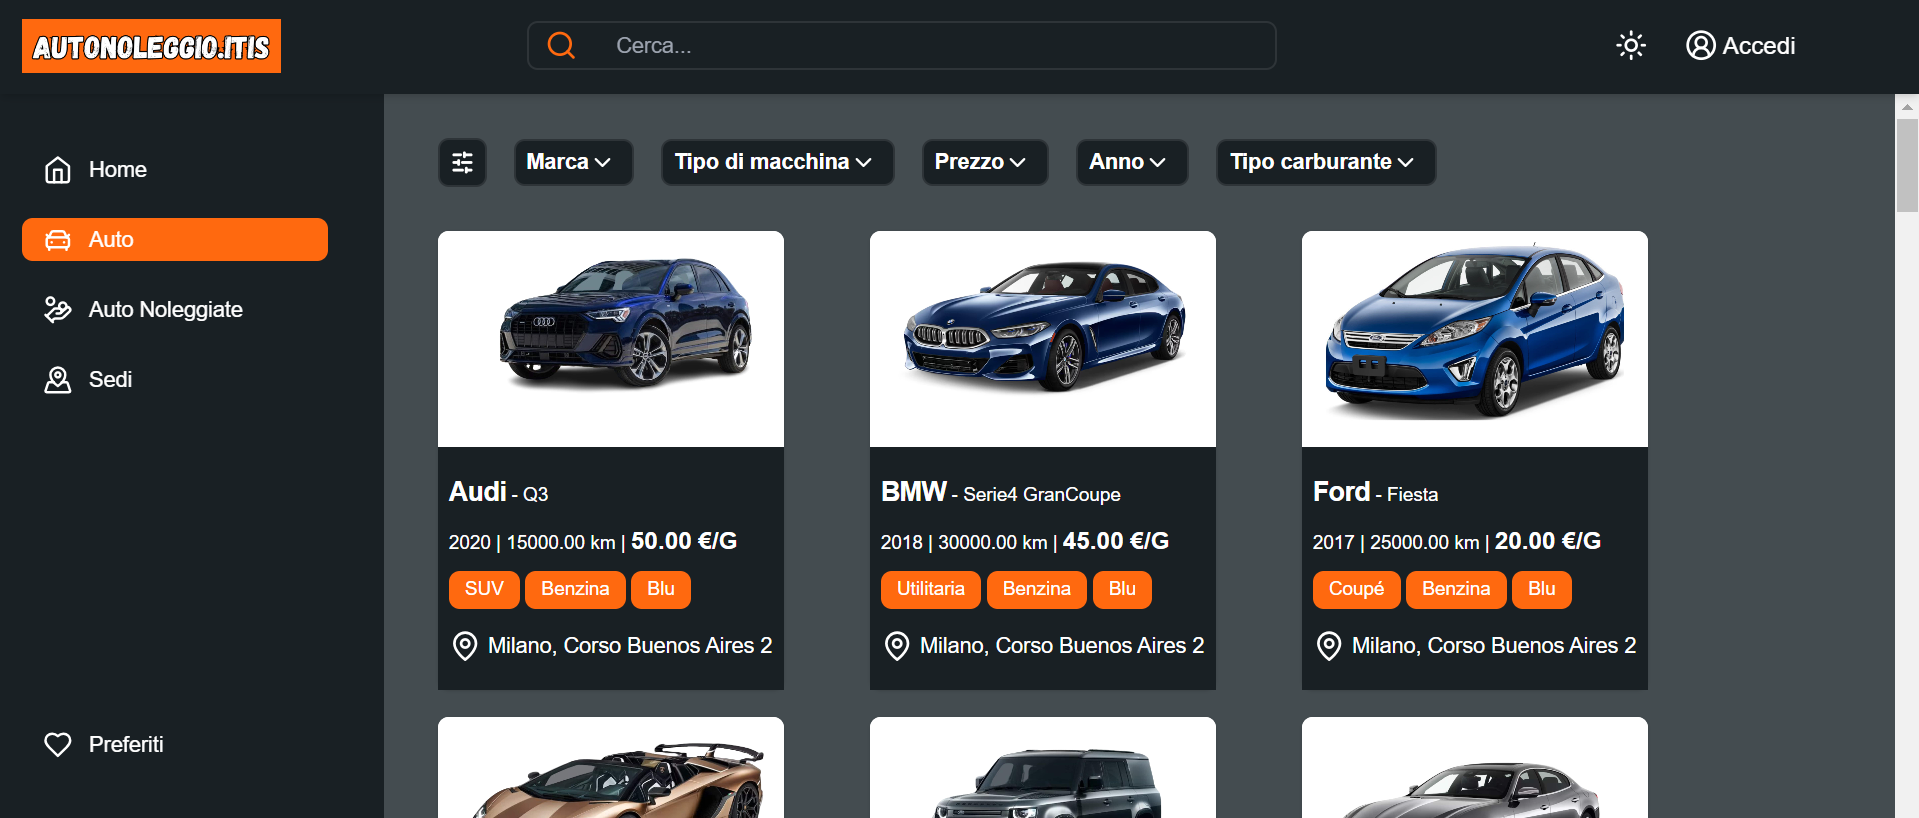 AUTONOLEGGIO.ITIS
Cerca...
Accedi
Home
Auto
Auto Noleggiate
Sedi
Preferiti
Marca
Tipo di macchina
Prezzo
Anno
Tipo carburante
Audi - Q3
2020 | 15000.00 km | 50.00 €/G
SUV Benzina Blu
Milano, Corso Buenos Aires 2
BMW - Serie4 GranCoupe
2018 | 30000.00 km | 45.00 €/G
Utilitaria Benzina Blu
Milano, Corso Buenos Aires 2
Ford - Fiesta
2017 | 25000.00 km | 20.00 €/G
Coupé Benzina Blu
Milano, Corso Buenos Aires 2